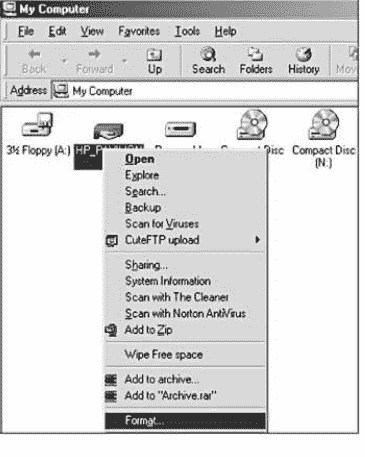 My Computer
File Edit View Favorites Tools Help
Back Forward Up Search Folders History
Address My Computer
3½ Floppy (A:) Compact Disc
(N:)
Open
Explore
Search...
Backup
Scan for Viruses
CuteFTP upload
Sharing...
System Information
Scan with The Cleaner
Scan with Norton AntiVirus
Add to Zip
Wipe Free space
Add to archive...
Add to "Archive.rar"
Format...